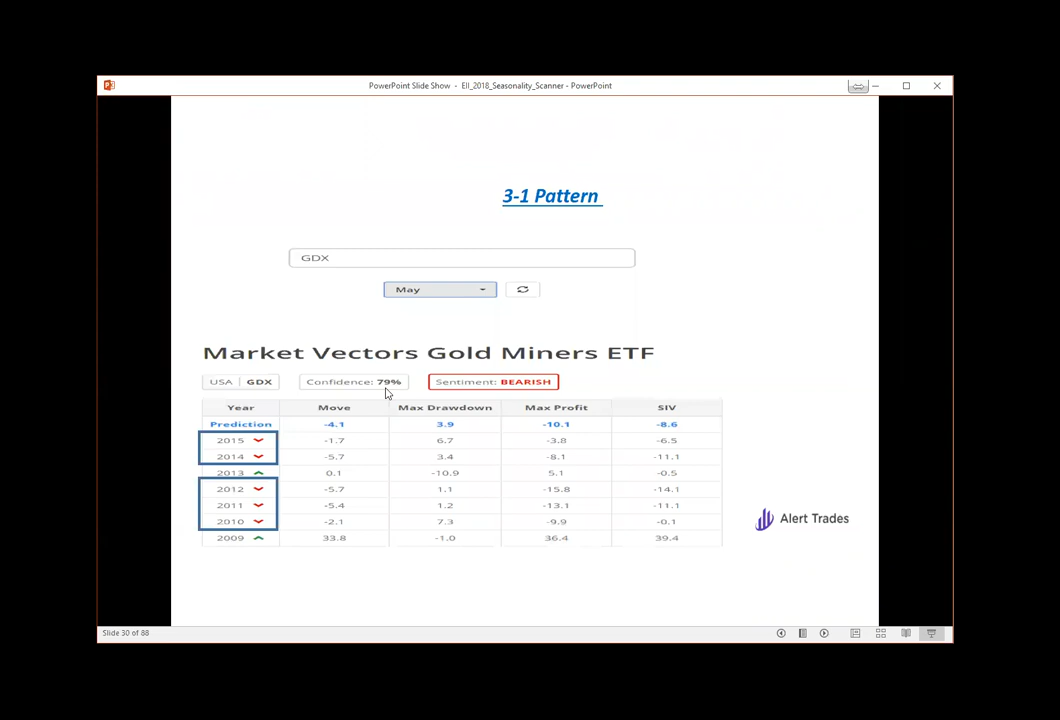 PowerPoint Slide Show - EII_2018_Seasonality_Scanner - PowerPoint
3-1 Pattern
GDX
May
Market Vectors Gold Miners ETF
USA | GDX Confidence: 79% Sentiment: BEARISH
Year Move Max Drawdown Max Profit SIV
Prediction -4.1 3.9 -10.1 -8.6
2015 -1.7 6.7 -3.8 -6.5
2014 -5.7 3.4 -8.1 -11.1
2013 0.1 -10.9 5.1 -0.5
2012 -5.7 1.1 -15.8 -14.1
2011 -5.4 1.2 -13.1 -11.1
2010 -2.1 7.3 -9.9 -0.1
2009 33.8 -1.0 36.4 39.4
Alert Trades
Slide 30 of 88